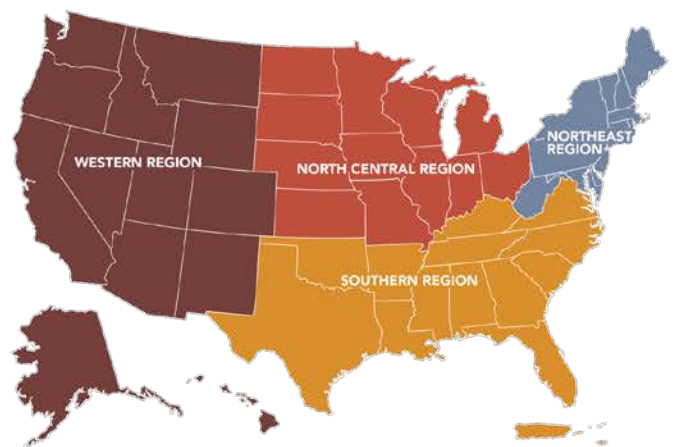 NORTHEAST
REGION
WESTERN REGION
NORTH CENTRAL REGION
SOUTHERN REGION